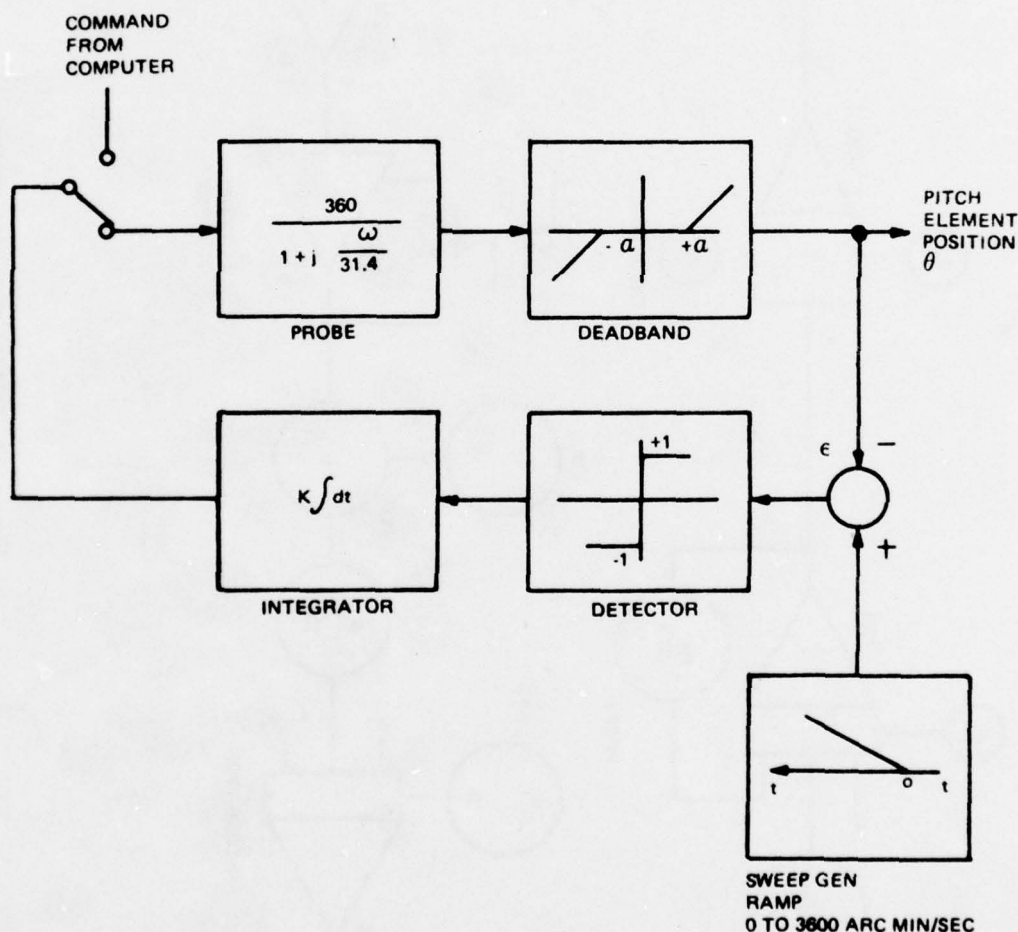 COMMAND
FROM
COMPUTER
360
1 + j ω
31.4
PROBE
- a +a
DEADBAND
PITCH
ELEMENT
POSITION
θ
K∫dt
INTEGRATOR
+1
-1
DETECTOR
ϵ -
+
t o t
SWEEP GEN
RAMP
0 TO 3600 ARC MIN/SEC